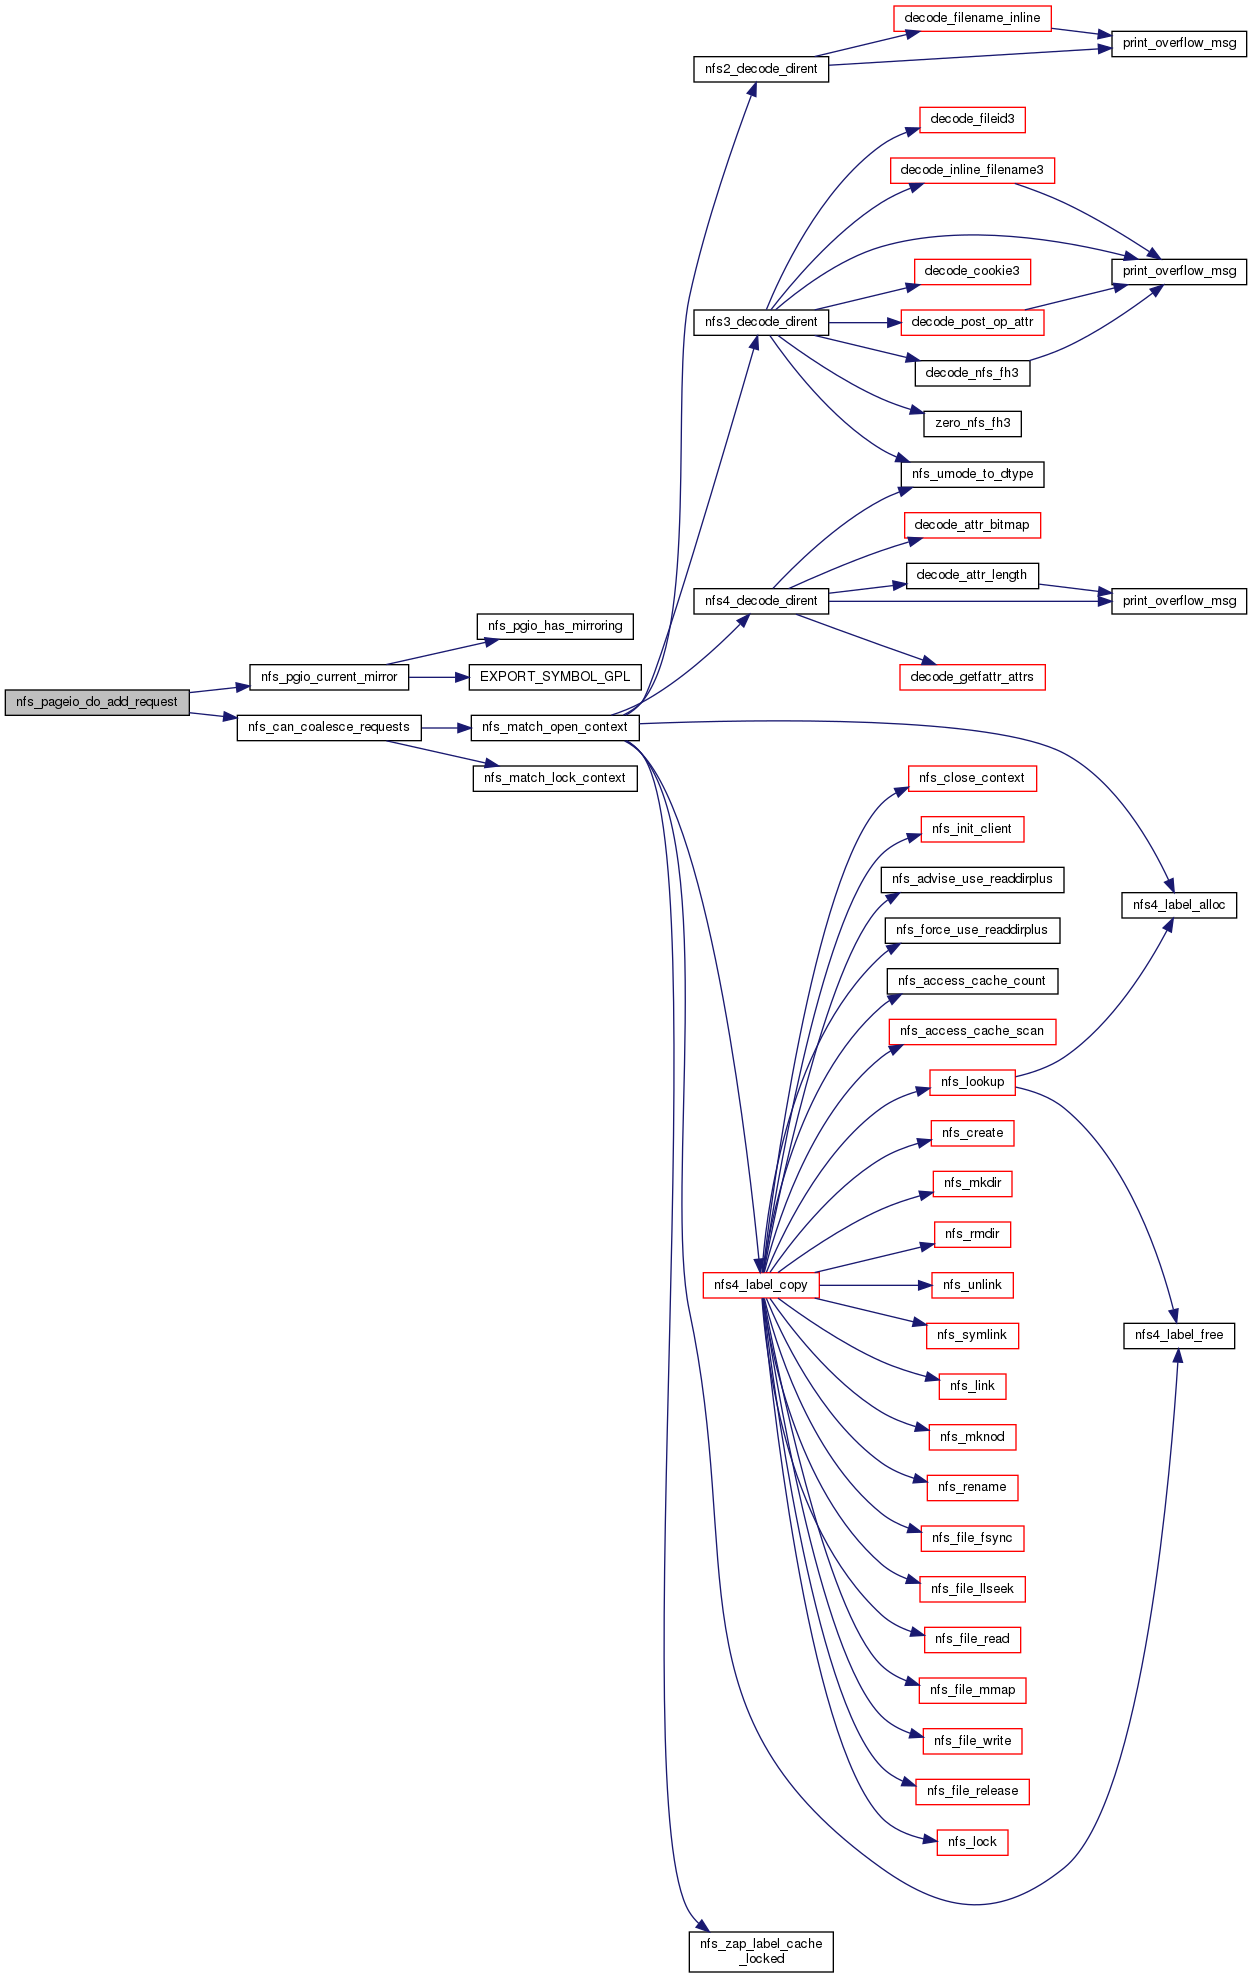 decode_filename_inline
print_overflow_msg
nfs2_decode_dirent
decode_fileid3
decode_inline_filename3
decode_cookie3
print_overflow_msg
nfs3_decode_dirent
decode_post_op_attr
decode_nfs_fh3
zero_nfs_fh3
nfs_umode_to_dtype
decode_attr_bitmap
decode_attr_length
nfs4_decode_dirent
print_overflow_msg
nfs_pgio_has_mirroring
nfs_pgio_current_mirror
EXPORT_SYMBOL_GPL
decode_getfattr_attrs
nfs_pageio_do_add_request
nfs_can_coalesce_requests
nfs_match_open_context
nfs_match_lock_context
nfs_close_context
nfs_init_client
nfs_advise_use_readdirplus
nfs4_label_alloc
nfs_force_use_readdirplus
nfs_access_cache_count
nfs_access_cache_scan
nfs_lookup
nfs_create
nfs_mkdir
nfs_rmdir
nfs4_label_copy
nfs_unlink
nfs_symlink
nfs4_label_free
nfs_link
nfs_mknod
nfs_rename
nfs_file_fsync
nfs_file_llseek
nfs_file_read
nfs_file_mmap
nfs_file_write
nfs_file_release
nfs_lock
nfs_zap_label_cache
_locked